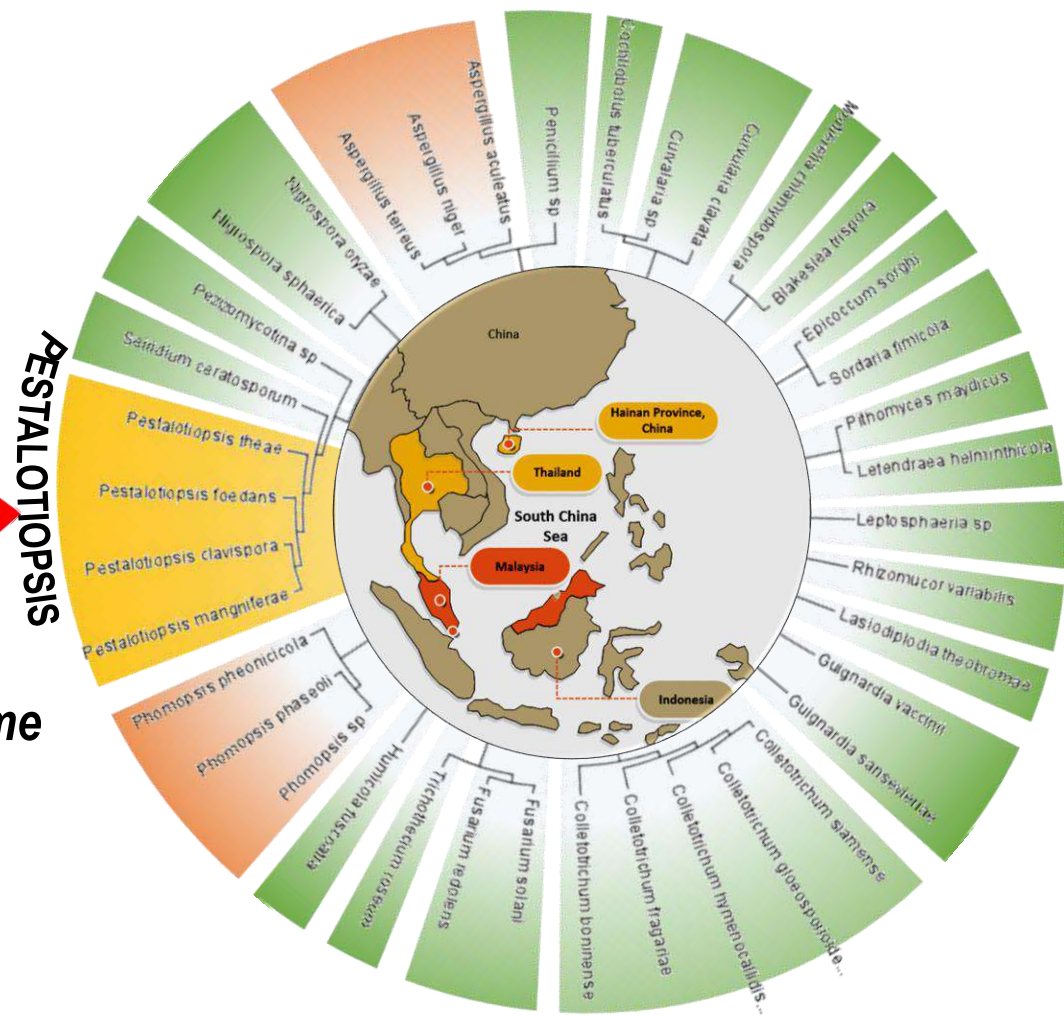 Aspergillus aculeatus
Aspergillus niger
Aspergillus terreus
Penicillium sp
Cochliobolus tuberculatus
Curvularia sp
Curvularia clavata
chlamydospora
Blakeslea trispora
Epicoccum sorghi
Sordaria fimicola
Pithomyces maydicus
Letendraea helminthicola
Leptosphaeria sp
Rhizomucor variabilis
Lasiodiplodia theobromae
Guignardia vaccinii
Guignardia sansevieriae
Colletotrichum siamense
Colletotrichum gloeosporioide...
Colletotrichum hymenocallidis...
Colletotrichum fragariae
Colletotrichum boninense
Fusarium solani
Fusarium redolens
Trichothecium roseum
Humicola fuscoatra
Phomopsis sp
Phomopsis phaseoli
Phomopsis pheonicicola
Pestalotiopsis mangniferae
Pestalotiopsis clavispora
Pestalotiopsis foedans
Pestalotiopsis theae
Seiridium ceratosporum
Pezizomycotina sp
Nigrospora sphaerica
Nigrospora oryzae
PESTALOTIOPSIS
me
China
Hainan Province,
China
Thailand
South China
Sea
Malaysia
Indonesia